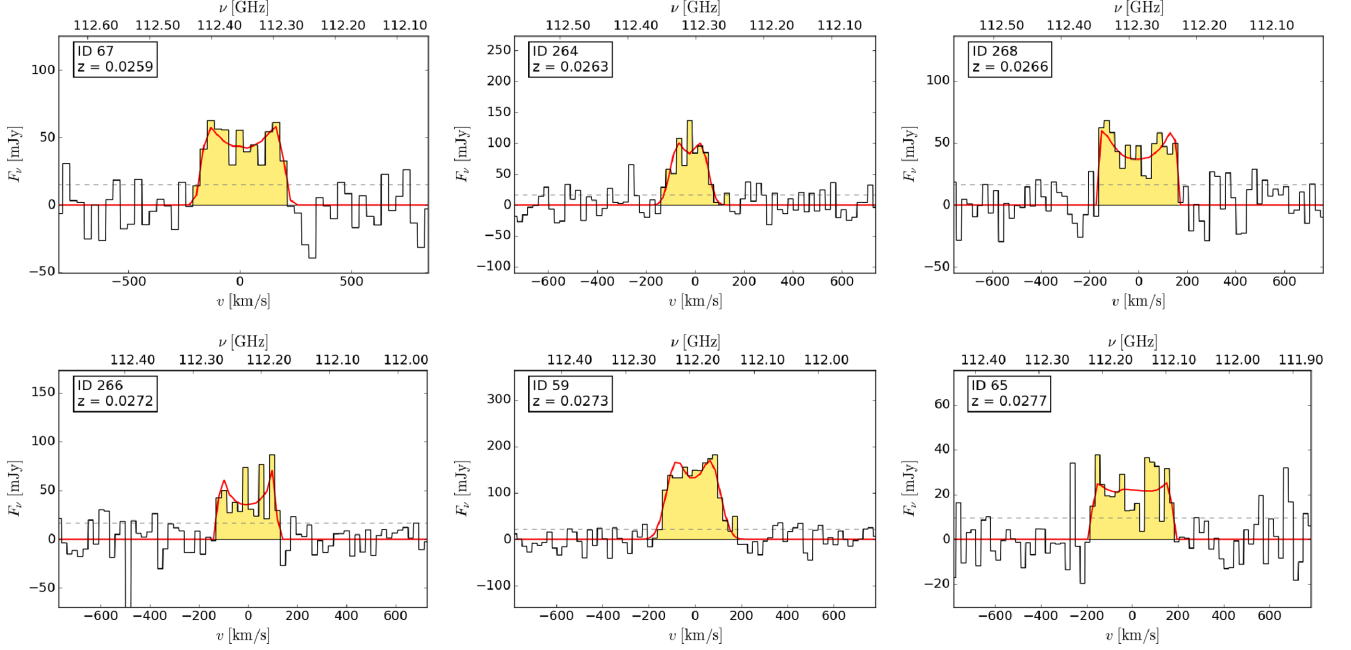 ν [GHz]
112.60 112.50 112.40 112.30 112.20 112.10
ID 67
z = 0.0259
100
50
0
−50
F_ν [mJy]
−500 0 500
v [km/s]
ν [GHz]
112.50 112.40 112.30 112.20 112.10
ID 264
z = 0.0263
250
200
150
100
50
0
−50
−100
F_ν [mJy]
−600 −400 −200 0 200 400 600
v [km/s]
ν [GHz]
112.50 112.40 112.30 112.20 112.10
ID 268
z = 0.0266
100
50
0
−50
F_ν [mJy]
−600 −400 −200 0 200 400 600
v [km/s]
ν [GHz]
112.40 112.30 112.20 112.10 112.00
ID 266
z = 0.0272
150
100
50
0
−50
F_ν [mJy]
−600 −400 −200 0 200 400 600
v [km/s]
ν [GHz]
112.40 112.30 112.20 112.10 112.00
ID 59
z = 0.0273
300
200
100
0
−100
F_ν [mJy]
−600 −400 −200 0 200 400 600
v [km/s]
ν [GHz]
112.40 112.30 112.20 112.10 112.00 111.90
ID 65
z = 0.0277
60
40
20
0
−20
F_ν [mJy]
−600 −400 −200 0 200 400 600
v [km/s]